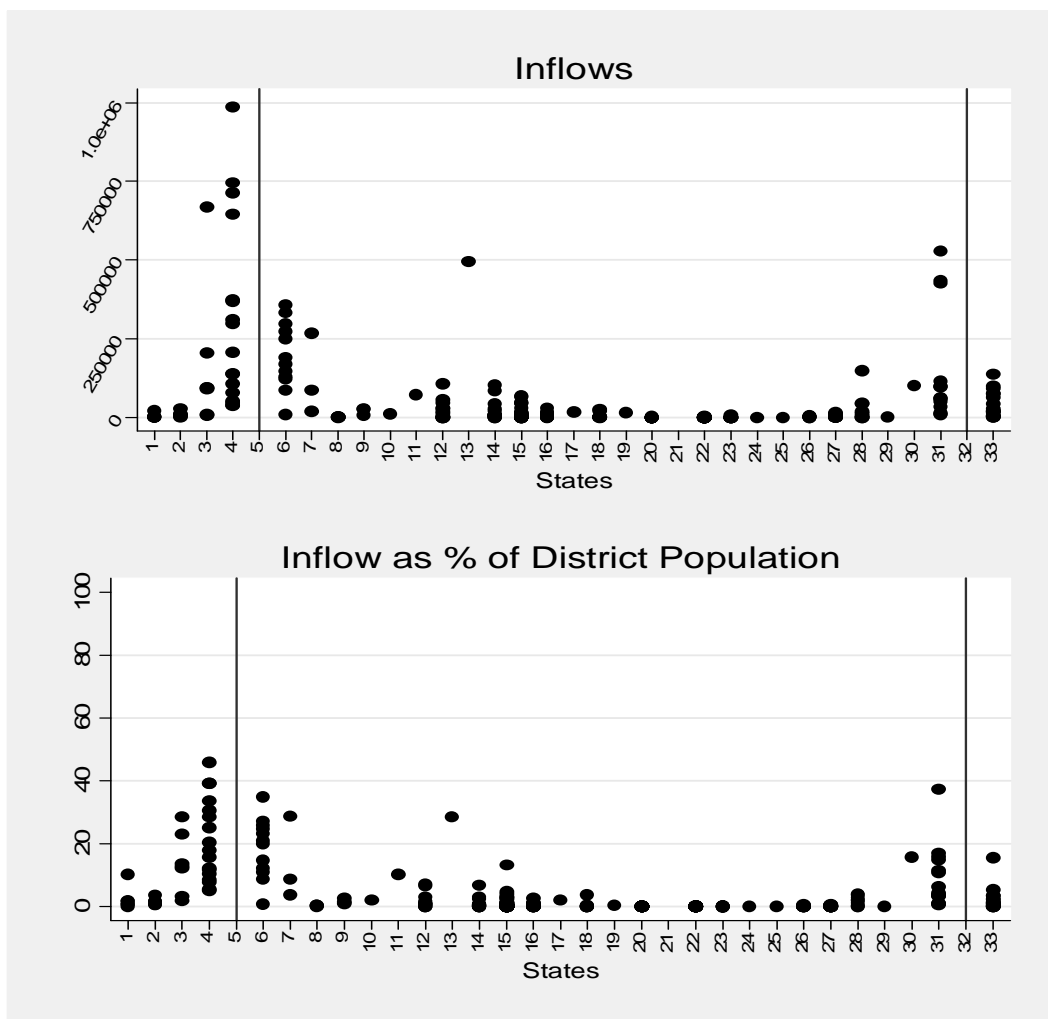 Inflows
1.0e+06
750000
500000
250000
0
1 2 3 4 5 6 7 8 9 10 11 12 13 14 15 16 17 18 19 20 21 22 23 24 25 26 27 28 29 30 31 32 33
States
Inflow as % of District Population
100
80
60
40
20
0
1 2 3 4 5 6 7 8 9 10 11 12 13 14 15 16 17 18 19 20 21 22 23 24 25 26 27 28 29 30 31 32 33
States